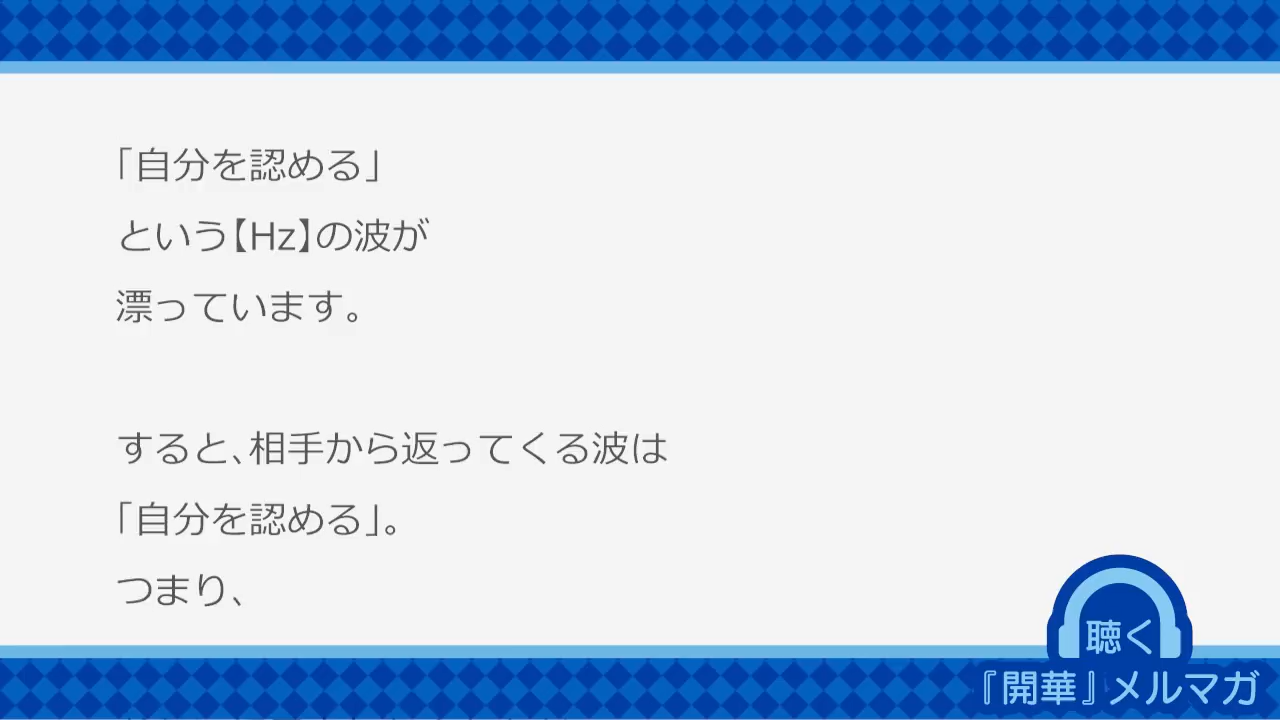 「自分を認める」
という【Hz】の波が
漂っています。
すると、相手から返ってくる波は
「自分を認める」。
つまり、
聴く
『開華』メルマガ